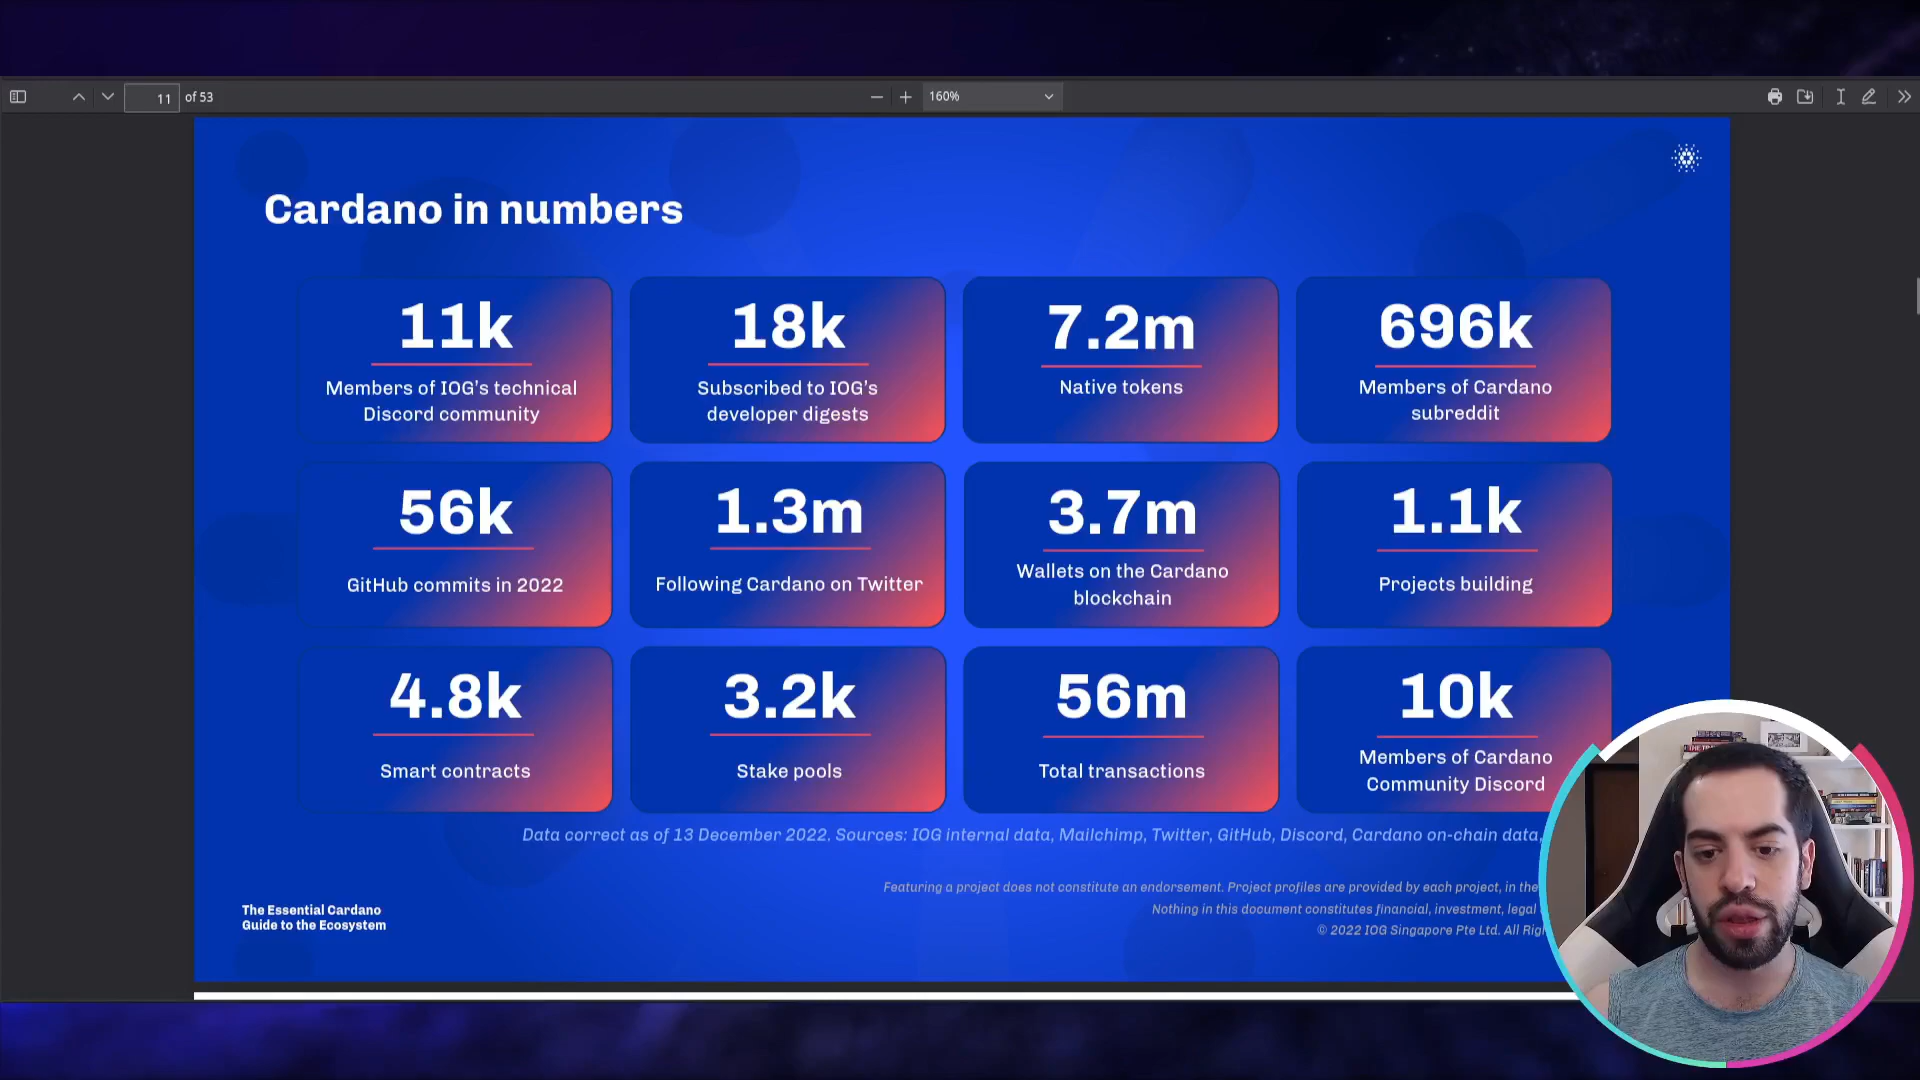 11 of 53
160%
Cardano in numbers
11k
Members of IOG's technical
Discord community
18k
Subscribed to IOG's
developer digests
7.2m
Native tokens
696k
Members of Cardano
subreddit
56k
GitHub commits in 2022
1.3m
Following Cardano on Twitter
3.7m
Wallets on the Cardano
blockchain
1.1k
Projects building
4.8k
Smart contracts
3.2k
Stake pools
56m
Total transactions
10k
Members of Cardano
Community Discord
Data correct as of 13 December 2022. Sources: IOG internal data, Mailchimp, Twitter, GitHub, Discord, Cardano on-chain data.
Featuring a project does not constitute an endorsement. Project profiles are provided by each project, in the
Nothing in this document constitutes financial, investment, legal
© 2022 IOG Singapore Pte Ltd. All
The Essential Cardano
Guide to the Ecosystem